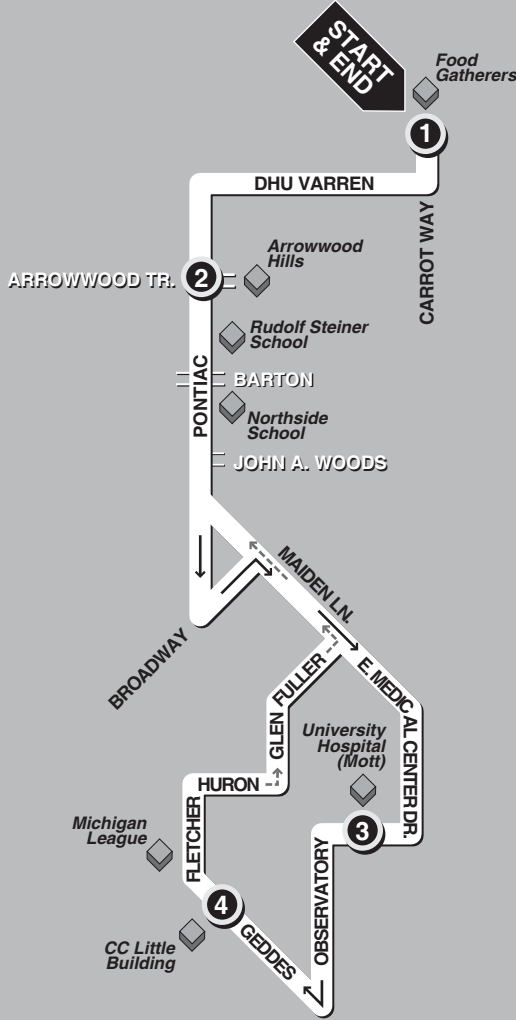 START
& END
Food
Gatherers
1
DHU VARREN
CARROT WAY
Arrowwood
Hills
ARROWWOOD TR.
2
Rudolf Steiner
School
BARTON
PONTIAC
Northside
School
JOHN A. WOODS
MAIDEN LN.
BROADWAY
FULLER
E. MEDICAL CENTER DR.
GLEN
University
Hospital
(Mott)
HURON
FLETCHER
Michigan
League
3
OBSERVATORY
4
GEDDES
CC Little
Building